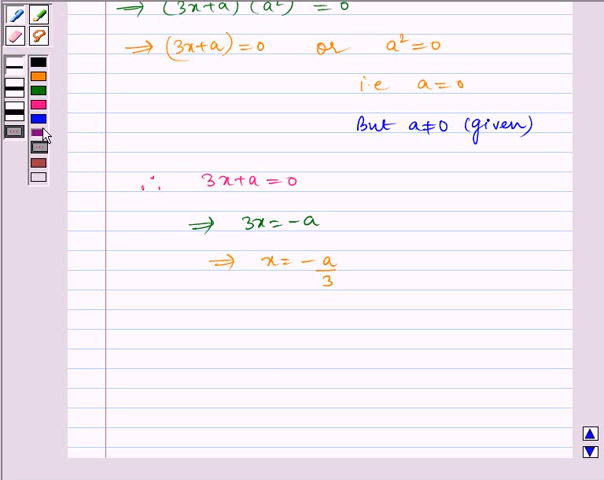 ⇒ (3x+a) (a²) = 0
⇒ (3x+a) = 0 or a² = 0
i.e a = 0
But a ≠ 0 (given)
∴ 3x+a = 0
⇒ 3x = -a
⇒ x = -a/3